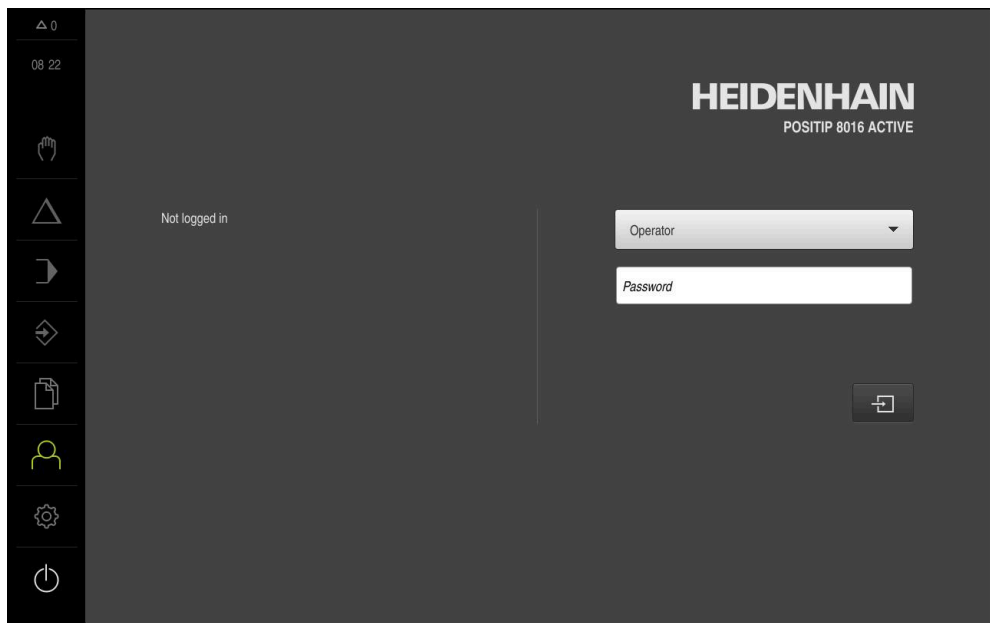 0
08 22
HEIDENHAIN
POSITIP 8016 ACTIVE
Not logged in
Operator
Password